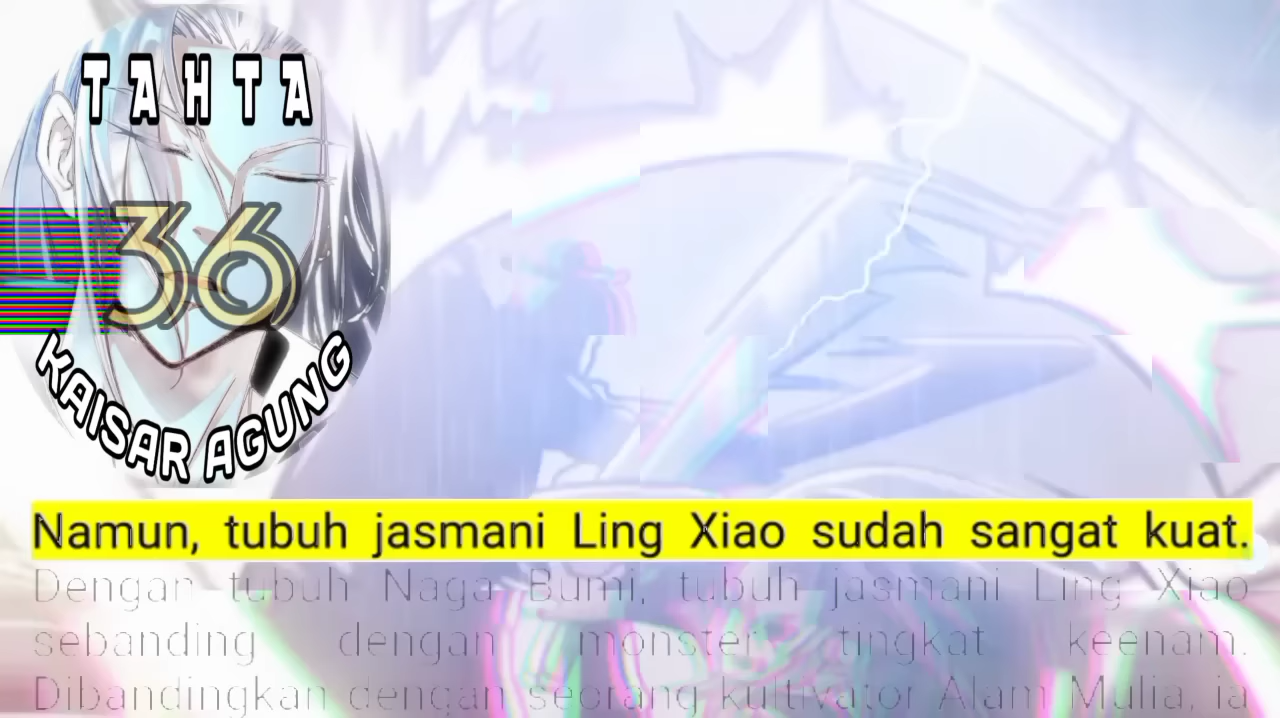 TAHTA
36
KAISAR AGUNG
Namun, tubuh jasmani Ling Xiao sudah sangat kuat.
Dengan tubuh Naga Bumi, tubuh jasmani Ling Xiao
sebanding dengan monster tingkat keenam.
Dibandingkan dengan seorang kultivator Alam Mulia, ia